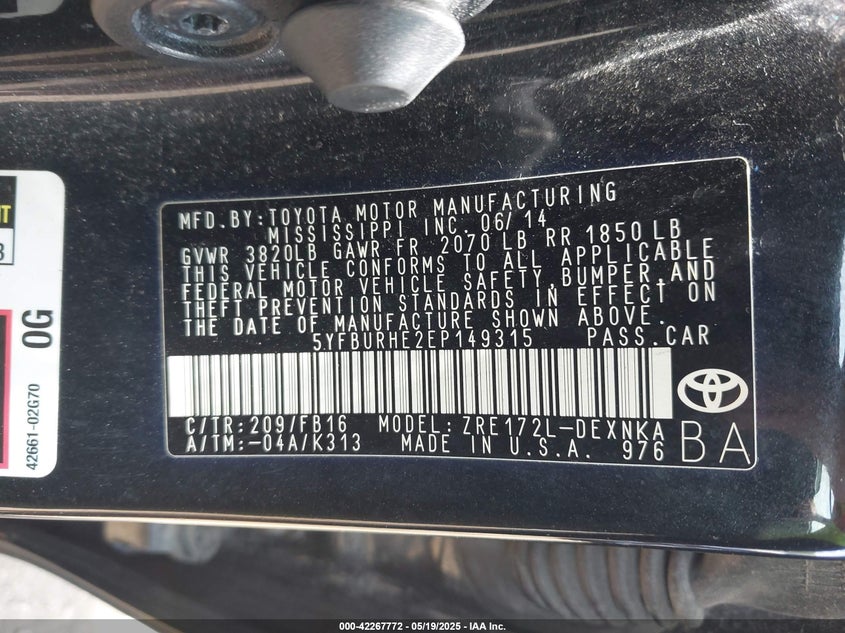 MFD.BY:TOYOTA MOTOR MANUFACTURING
MISSISSIPPI INC. 06/14
GVWR 3820LB GAWR FR 2070 LB RR 1850 LB
THIS VEHICLE CONFORMS TO ALL APPLICABLE
FEDERAL MOTOR VEHICLE SAFETY,BUMPER,AND
THEFT PREVENTION STANDARDS IN EFFECT ON
THE DATE OF MANUFACTURE SHOWN ABOVE.
5YFBURHE2EP149315 PASS.CAR
C/TR:209/FB16 MODEL:ZRE172L-DEXNKA
A/TM:-04A/K313 MADE IN U.S.A. 976
BA
0G
42661-02G70
000-42267772 — 05/19/2025 — IAA Inc.